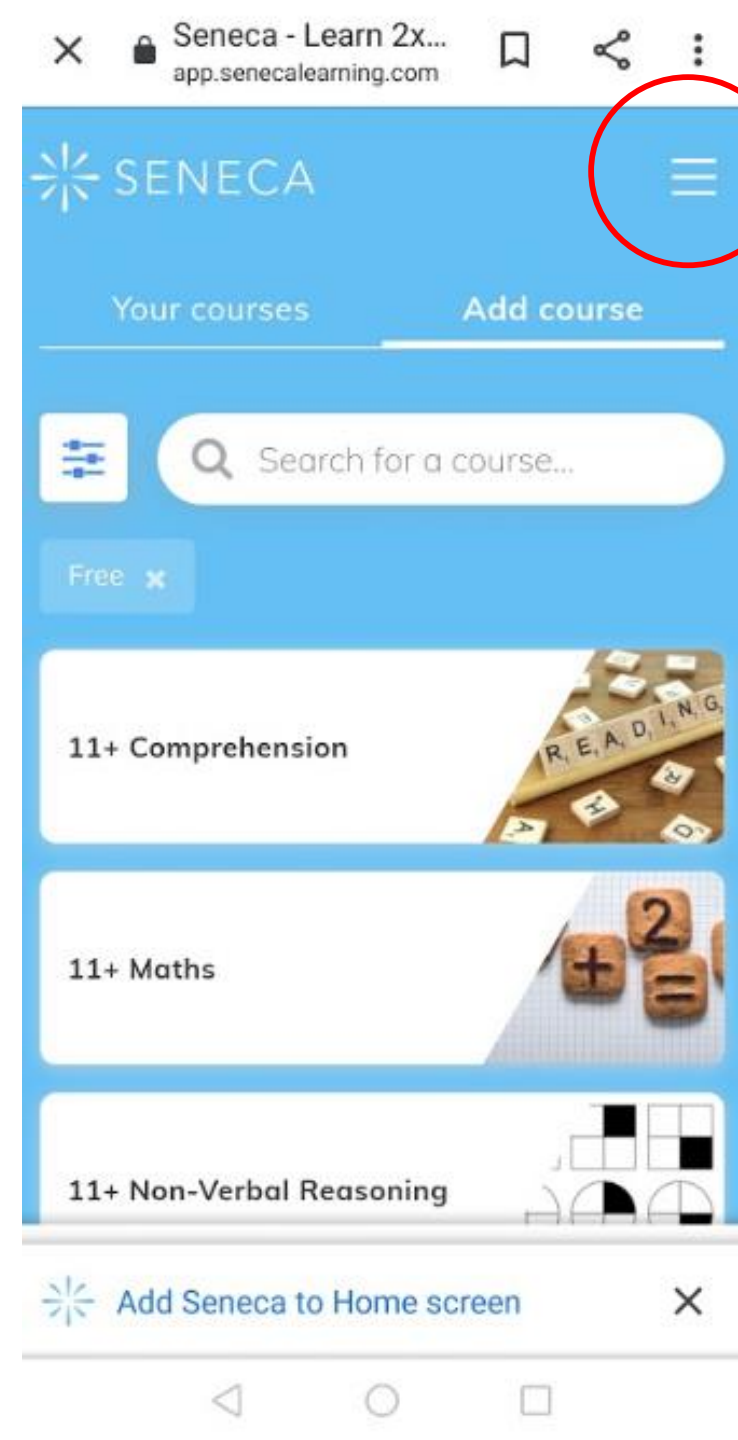 Seneca - Learn 2x...
app.senecalearning.com
SENECA
Your courses Add course
Search for a course...
Free
11+ Comprehension
READING
11+ Maths
+ 2 =
11+ Non-Verbal Reasoning
Add Seneca to Home screen